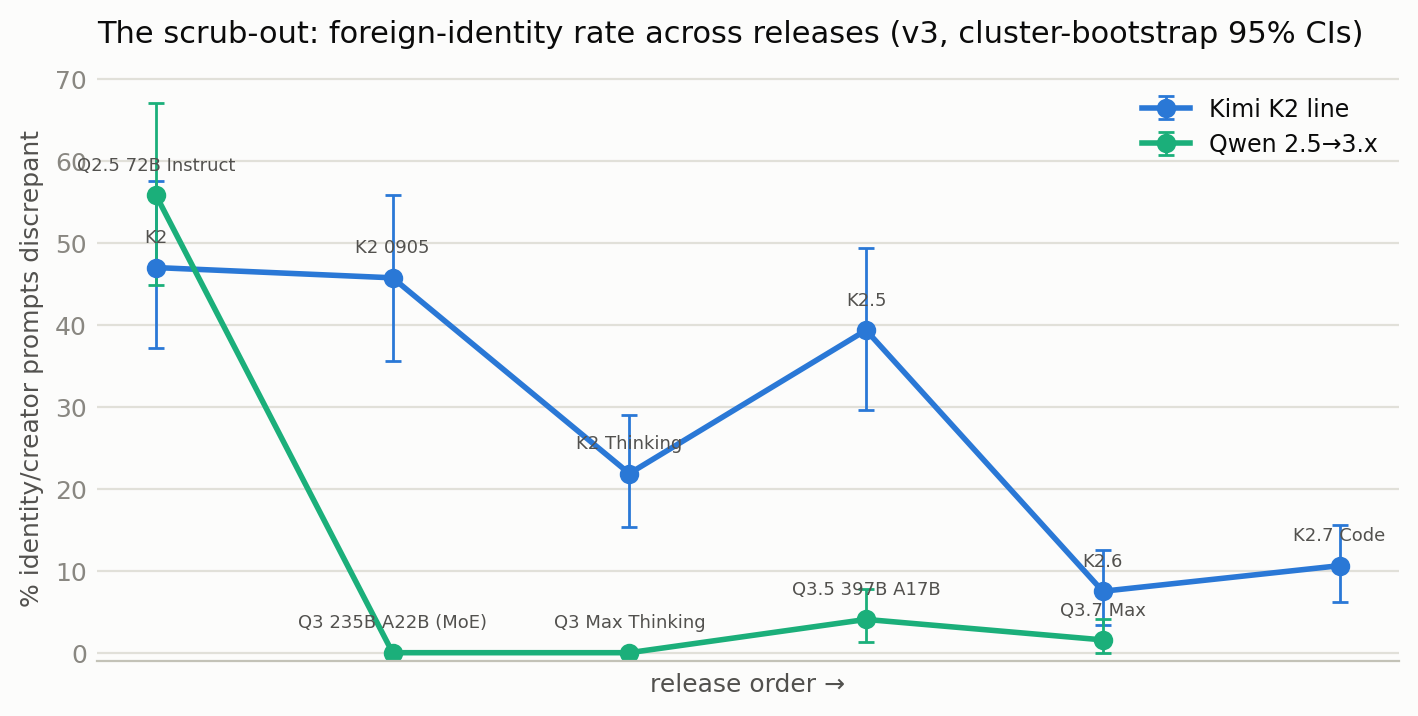 The scrub-out: foreign-identity rate across releases (v3, cluster-bootstrap 95% CIs)
% identity/creator prompts discrepant
70
60
50
40
30
20
10
0
Kimi K2 line
Qwen 2.5→3.x
Q2.5 72B Instruct
K2
K2 0905
K2 Thinking
K2.5
K2.6
K2.7 Code
Q3 235B A22B (MoE)
Q3 Max Thinking
Q3.5 397B A17B
Q3.7 Max
release order →